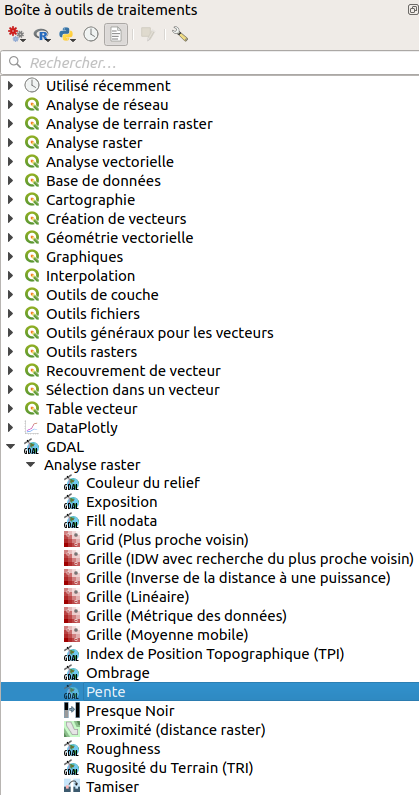 Boîte à outils de traitements
Rechercher...
Utilisé récemment
Analyse de réseau
Analyse de terrain raster
Analyse raster
Analyse vectorielle
Base de données
Cartographie
Création de vecteurs
Géométrie vectorielle
Graphiques
Interpolation
Outils de couche
Outils fichiers
Outils généraux pour les vecteurs
Outils rasters
Recouvrement de vecteur
Sélection dans un vecteur
Table vecteur
DataPlotly
GDAL
Analyse raster
Couleur du relief
Exposition
Fill nodata
Grid (Plus proche voisin)
Grille (IDW avec recherche du plus proche voisin)
Grille (Inverse de la distance à une puissance)
Grille (Linéaire)
Grille (Métrique des données)
Grille (Moyenne mobile)
Index de Position Topographique (TPI)
Ombrage
Pente
Presque Noir
Proximité (distance raster)
Roughness
Rugosité du Terrain (TRI)
Tamiser